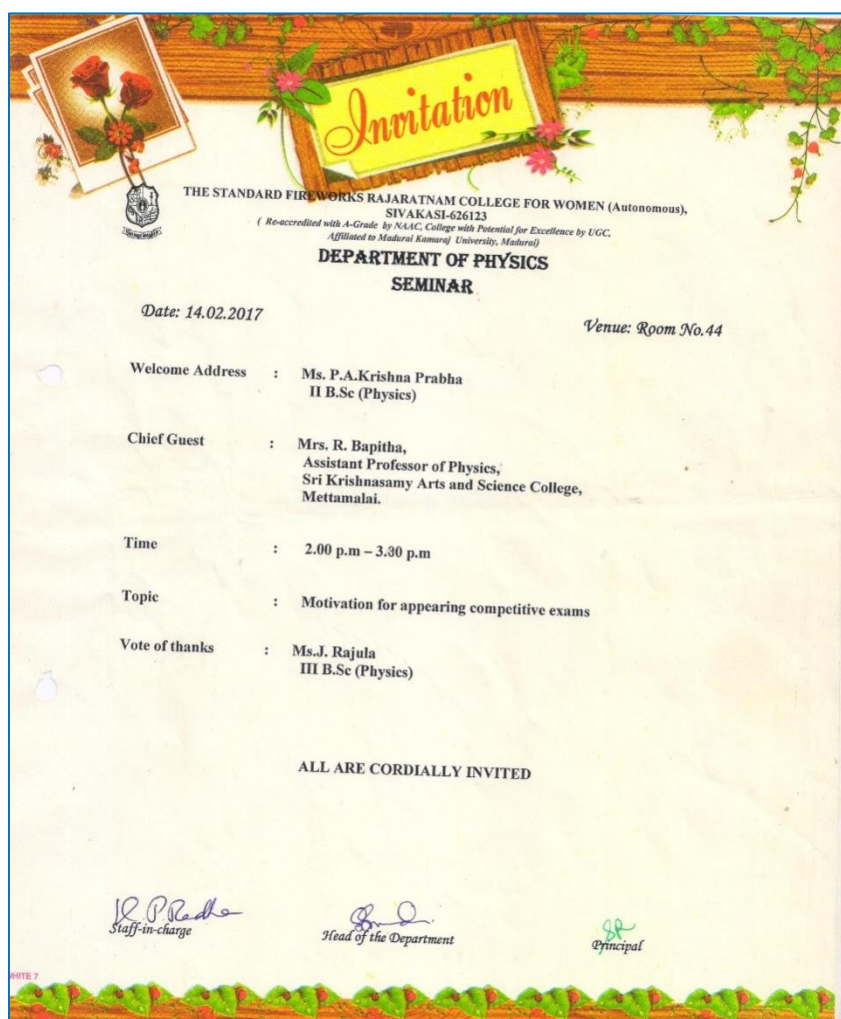 Invitation
THE STANDARD FIREWORKS RAJARATNAM COLLEGE FOR WOMEN (Autonomous),
SIVAKASI-626123
( Re-accredited with A-Grade by NAAC, College with Potential for Excellence by UGC,
Affiliated to Madurai Kamaraj University, Madurai)
DEPARTMENT OF PHYSICS
SEMINAR
Date: 14.02.2017
Venue: Room No.44
Welcome Address : Ms. P.A.Krishna Prabha
II B.Sc (Physics)
Chief Guest : Mrs. R. Bapitha,
Assistant Professor of Physics,
Sri Krishnasamy Arts and Science College,
Mettamalai.
Time : 2.00 p.m – 3.30 p.m
Topic : Motivation for appearing competitive exams
Vote of thanks : Ms.J. Rajula
III B.Sc (Physics)
ALL ARE CORDIALLY INVITED
Staff-in-charge
Head of the Department
Principal
WHITE 7